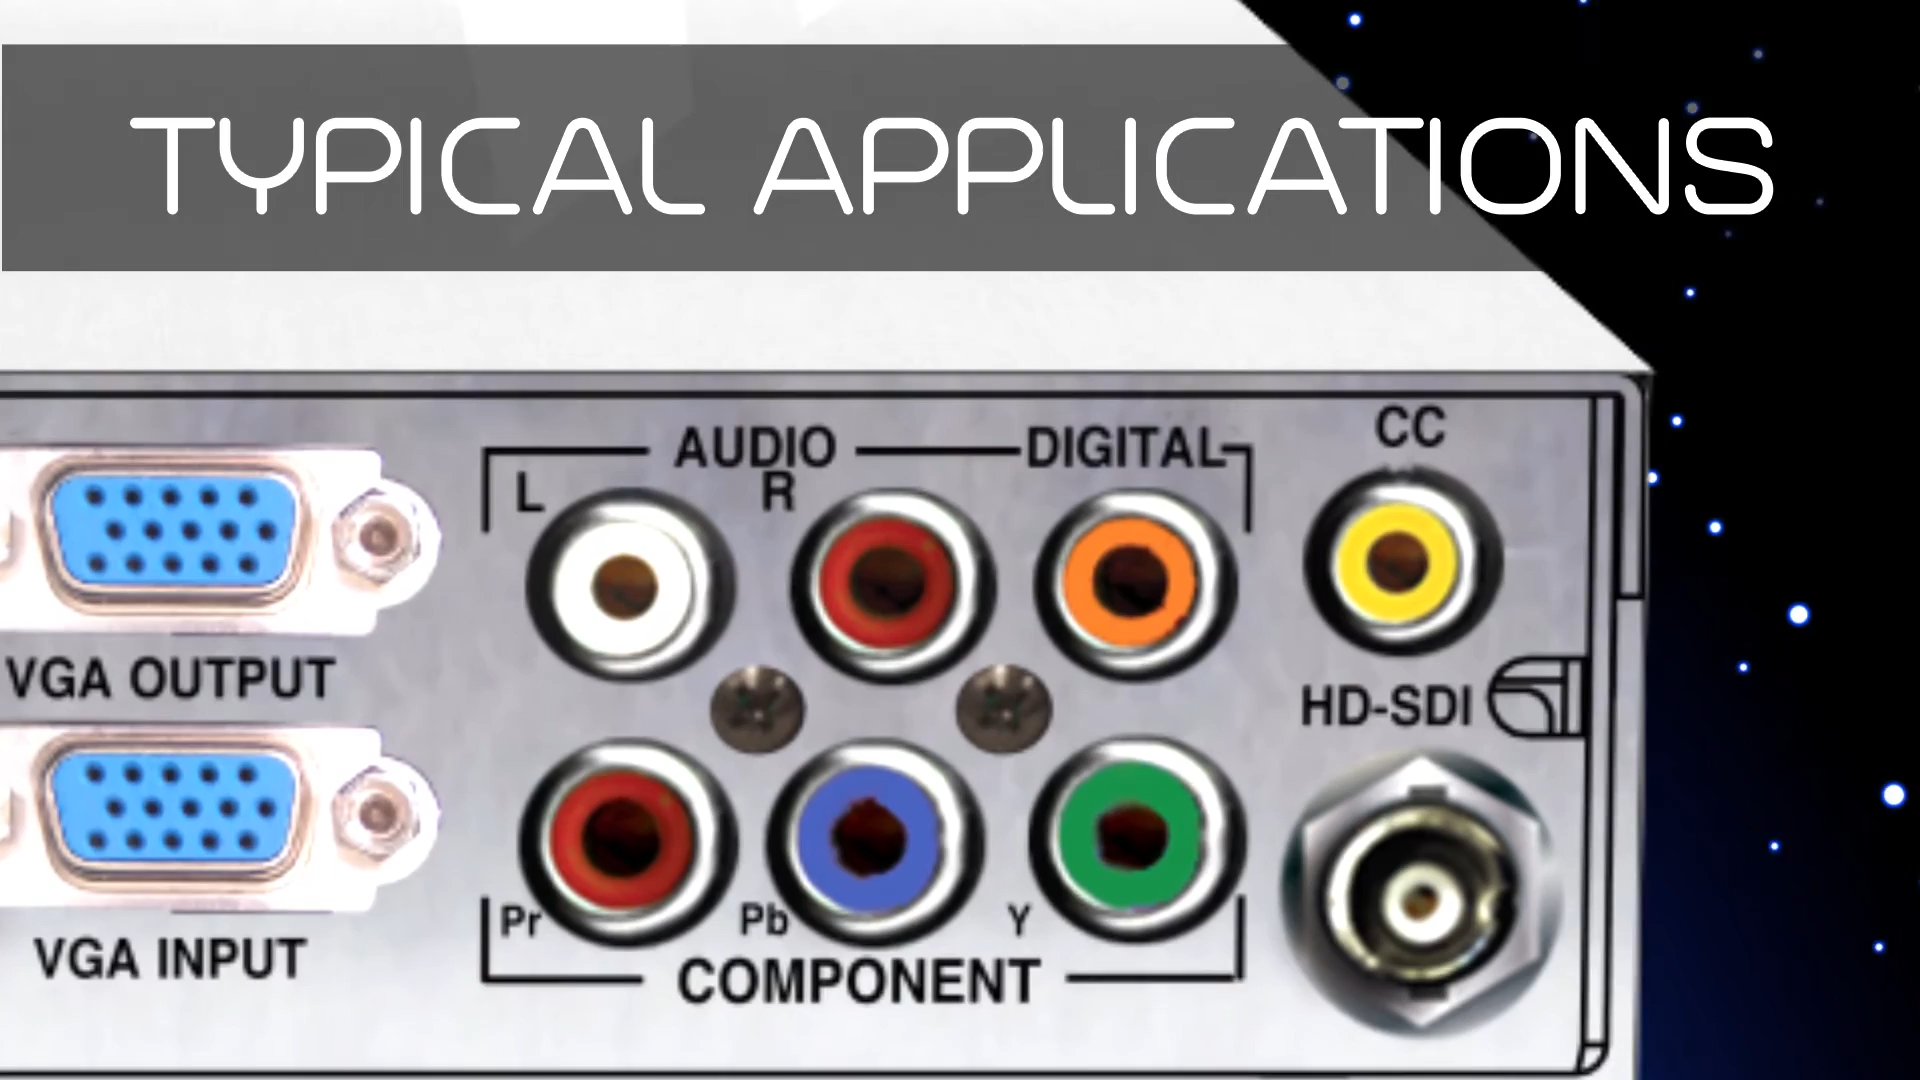 TYPICAL APPLICATIONS
AUDIO DIGITAL CC
L R
VGA OUTPUT
HD-SDI
Pr Pb Y
VGA INPUT
COMPONENT